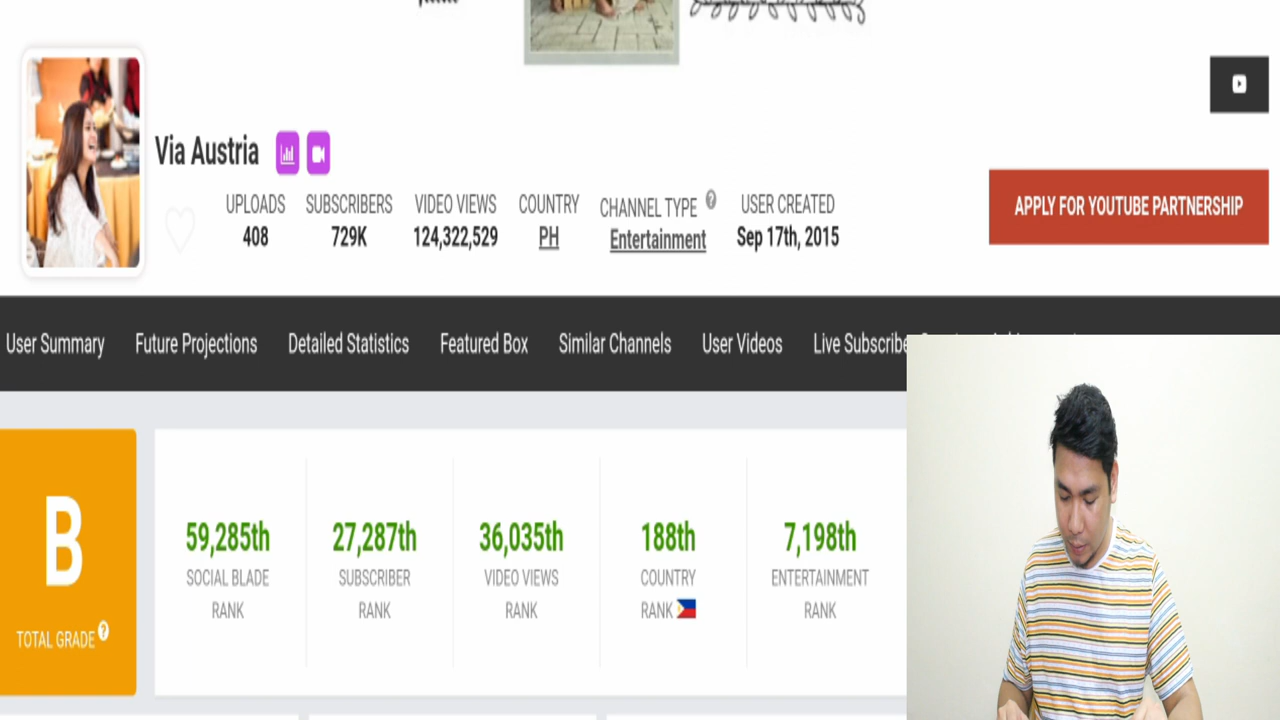 Via Austria
UPLOADS SUBSCRIBERS VIDEO VIEWS COUNTRY CHANNEL TYPE ? USER CREATED
408 729K 124,322,529 PH Entertainment Sep 17th, 2015
APPLY FOR YOUTUBE PARTNERSHIP
User Summary Future Projections Detailed Statistics Featured Box Similar Channels User Videos Live Subscribe
B
TOTAL GRADE ?
59,285th 27,287th 36,035th 188th 7,198th
SOCIAL BLADE SUBSCRIBER VIDEO VIEWS COUNTRY ENTERTAINMENT
RANK RANK RANK RANK RANK